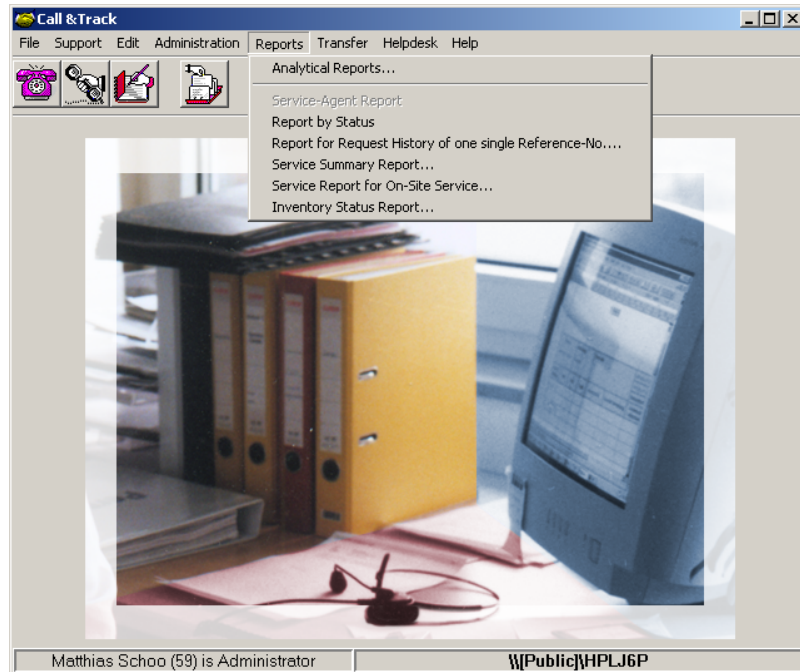 Call &Track
File Support Edit Administration Reports Transfer Helpdesk Help
Analytical Reports...
Service-Agent Report
Report by Status
Report for Request History of one single Reference-No....
Service Summary Report...
Service Report for On-Site Service...
Inventory Status Report...
Matthias Schoo (59) is Administrator
\\[Public]\HPLJ6P